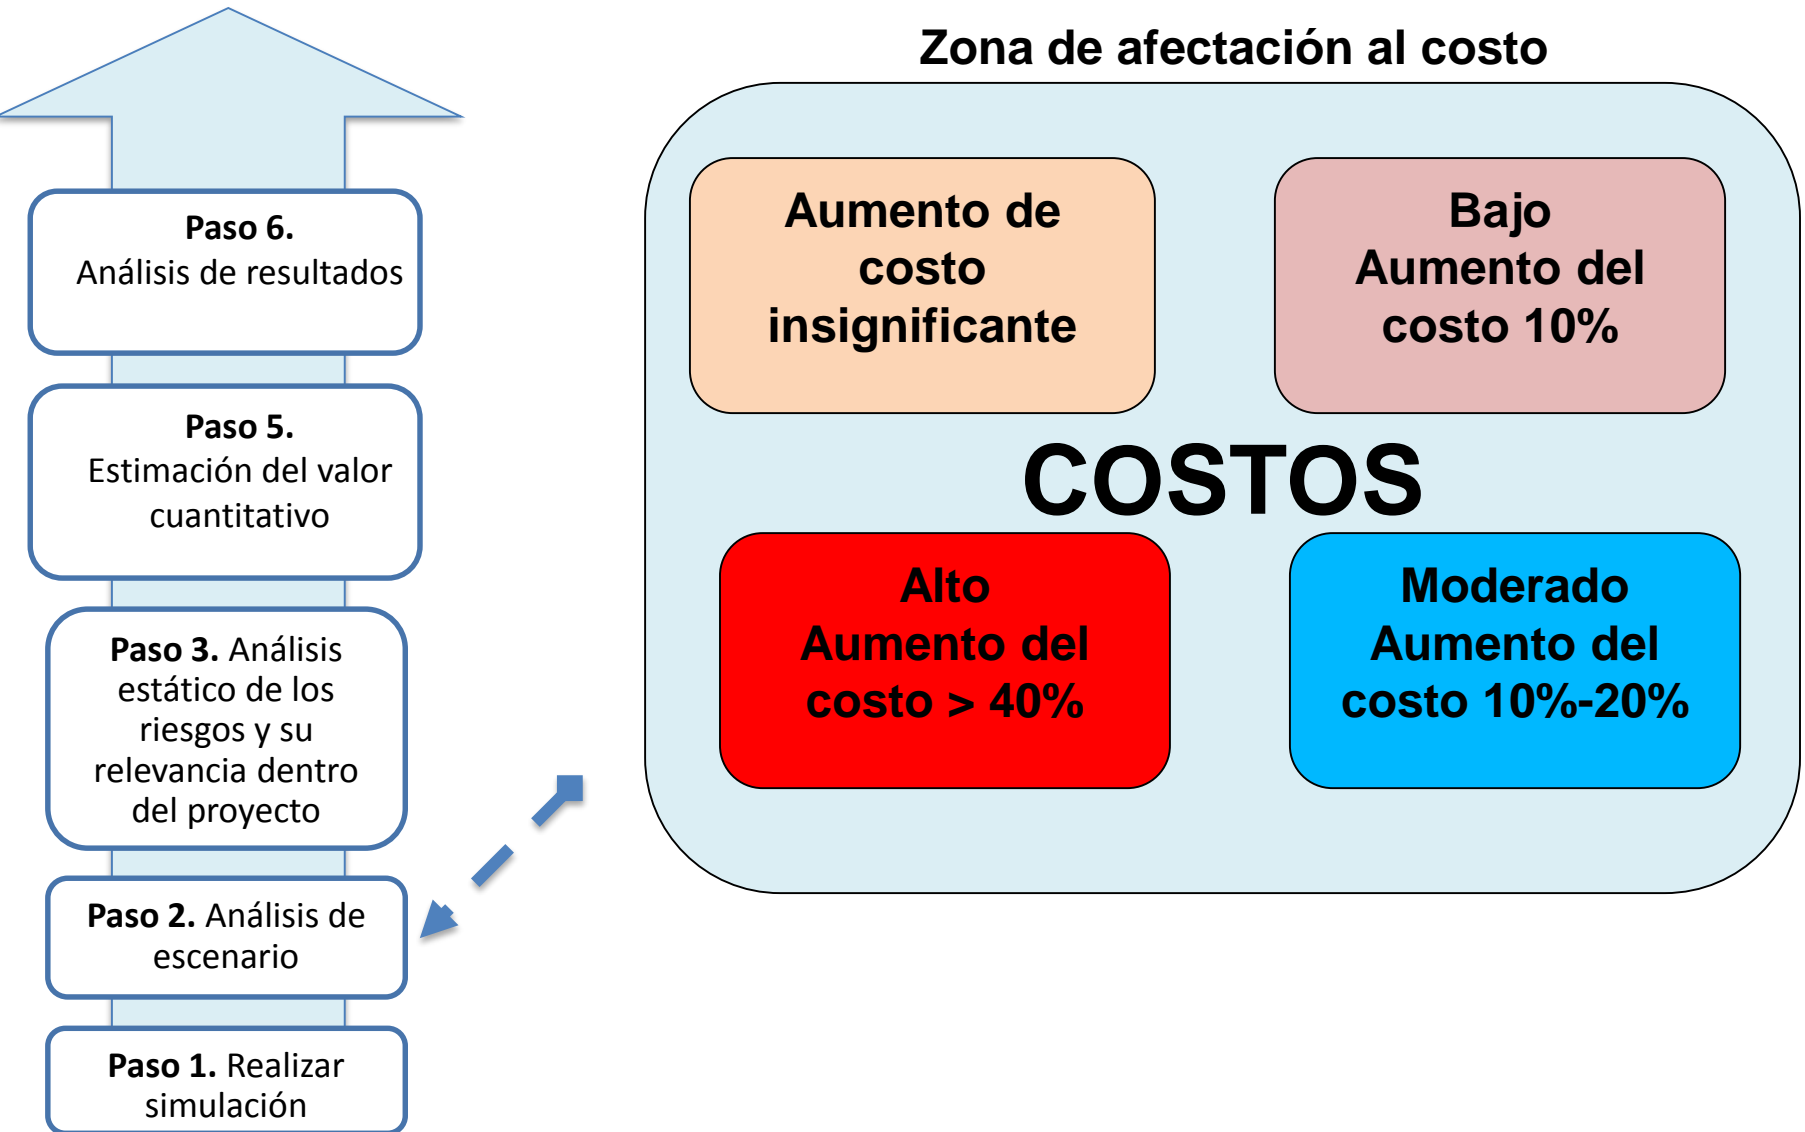 Paso 6.
Análisis de resultados
Paso 5.
Estimación del valor
cuantitativo
Paso 3. Análisis
estático de los
riesgos y su
relevancia dentro
del proyecto
Paso 2. Análisis de
escenario
Paso 1. Realizar
simulación
Zona de afectación al costo
Aumento de
costo
insignificante
Bajo
Aumento del
costo 10%
COSTOS
Alto
Aumento del
costo > 40%
Moderado
Aumento del
costo 10%-20%